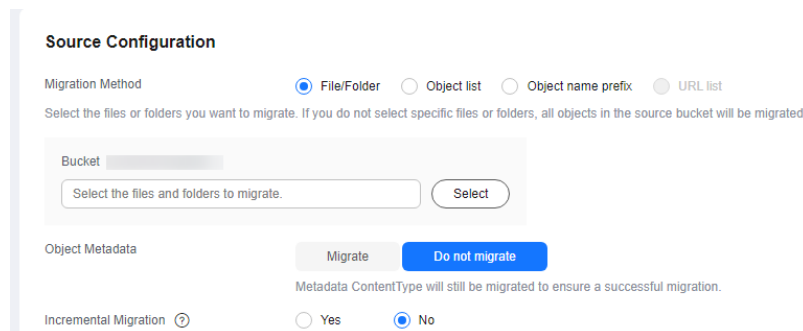 Source Configuration
Migration Method File/Folder Object list Object name prefix URL list
Select the files or folders you want to migrate. If you do not select specific files or folders, all objects in the source bucket will be migrated
Bucket
Select the files and folders to migrate. Select
Object Metadata Migrate Do not migrate
Metadata ContentType will still be migrated to ensure a successful migration.
Incremental Migration ? Yes No